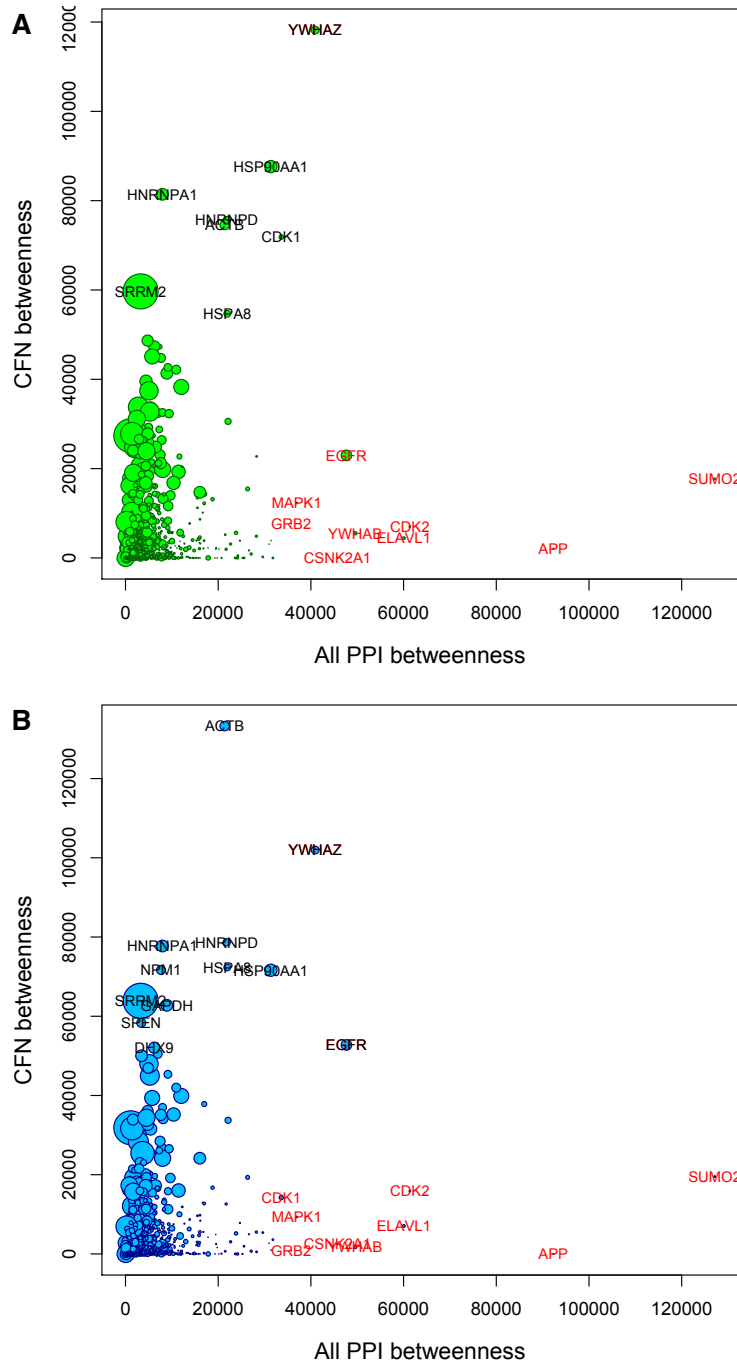 A
YWHAZ
HSP90AA1
HNRNPA1
HNRNPD
ACTB
CDK1
SRRM2
HSPA8
EGFR
SUMO2
MAPK1
GRB2
YWHAB
CDK2
ELAVL1
CSNK2A1
APP
CFN betweenness
0
20000
40000
60000
80000
100000
12000
0
20000
40000
60000
80000
100000
120000
All PPI betweenness
B
ACTB
YWHAZ
HNRNPA1
HNRNPD
NPM1
HSPA8
HSP90AA1
SRRM2
GAPDH
SPEN
DHX9
EGFR
SUMO2
CDK1
CDK2
MAPK1
ELAVL1
GRB2
CSNK2A1
YWHAB
APP
CFN betweenness
0
20000
40000
60000
80000
100000
120000
0
20000
40000
60000
80000
100000
120000
All PPI betweenness